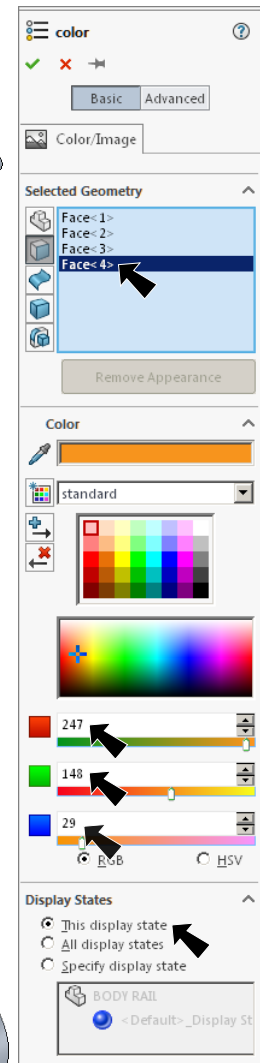 color
Basic Advanced
Color/Image
Selected Geometry
Face<1>
Face<2>
Face<3>
Face<4>
Remove Appearance
Color
standard
247
148
29
RGB HSV
Display States
This display state
All display states
Specify display state
BODY RAIL
<Default>_Display St